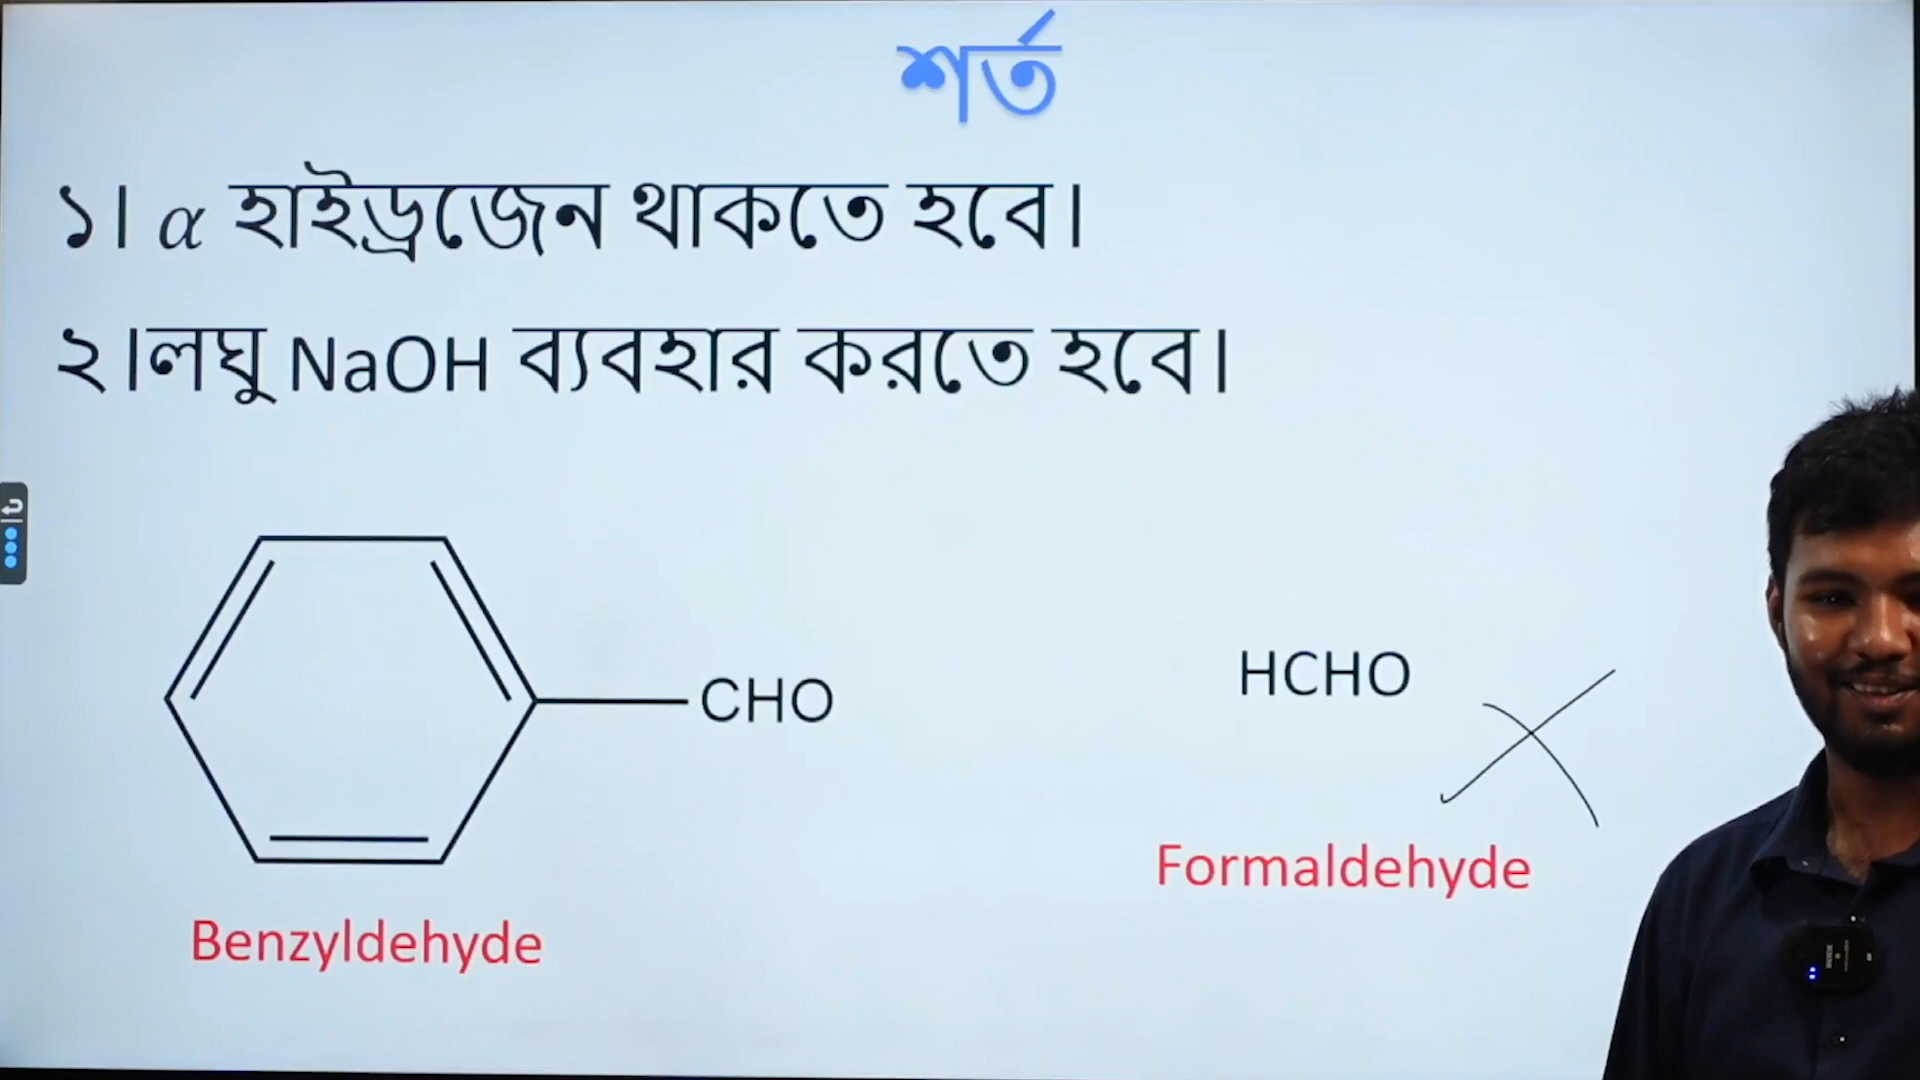 শর্ত
১। α হাইড্রজেন থাকতে হবে।
২।লঘু NaOH ব্যবহার করতে হবে।
CHO
HCHO
Benzyldehyde
Formaldehyde